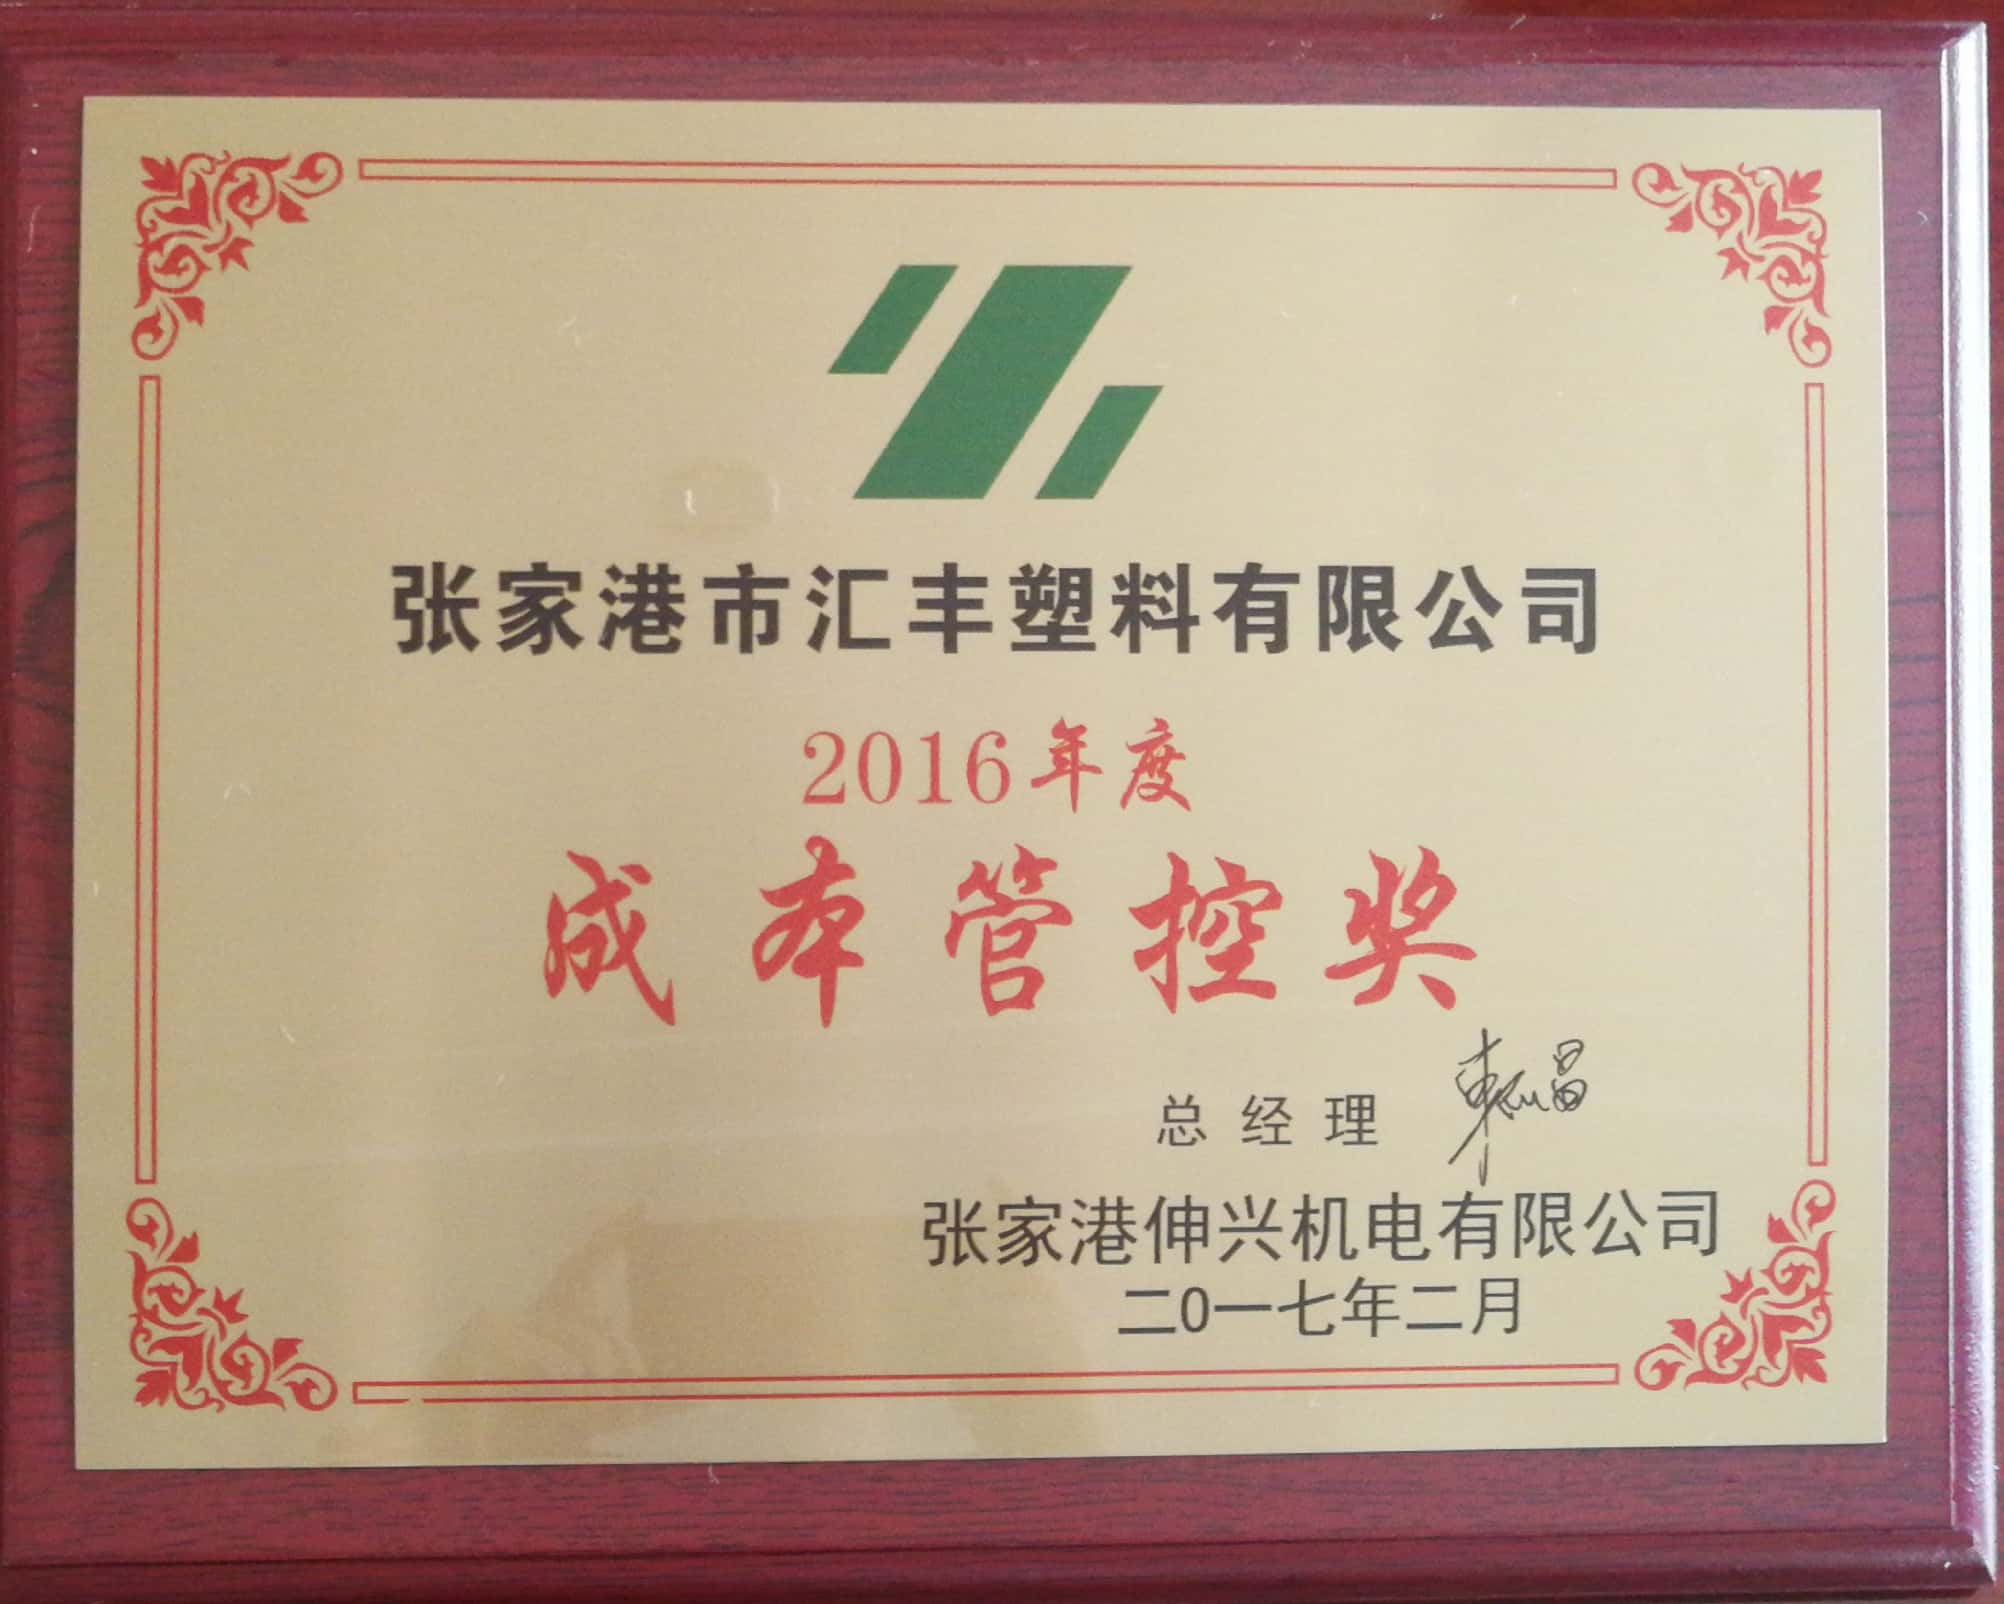 张家港市汇丰塑料有限公司
2016年度
成本管控奖
总经理
张家港伸兴机电有限公司
二0一七年二月